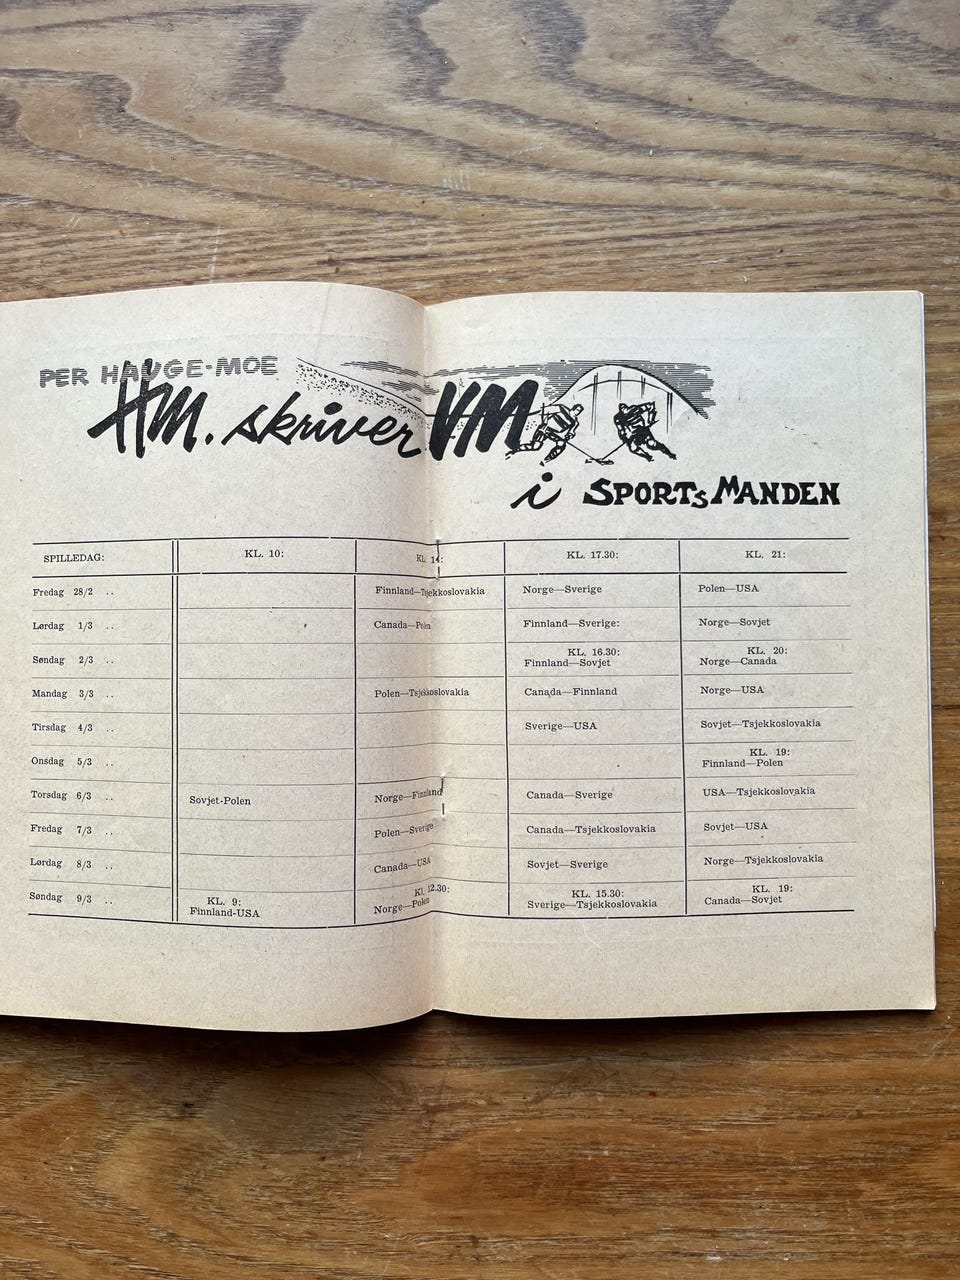 PER HAUGE-MOE
HM. skriver VM
i SPORTSMANDEN
SPILLEDAG: KL. 10: KL. 14: KL. 17.30: KL. 21:
Fredag 28/2 .. Finnland—Tsjekkoslovakia Norge—Sverige Polen—USA
Lørdag 1/3 .. Canada—Polen Finnland—Sverige: Norge—Sovjet
KL. 16.30: KL. 20:
Søndag 2/3 .. Finnland—Sovjet Norge—Canada
Mandag 3/3 .. Polen—Tsjekkoslovakia Canada—Finnland Norge—USA
Tirsdag 4/3 .. Sverige—USA Sovjet—Tsjekkoslovakia
KL. 19:
Onsdag 5/3 .. Finnland—Polen
Torsdag 6/3 .. Sovjet-Polen Norge—Finnland Canada—Sverige USA—Tsjekkoslovakia
Fredag 7/3 .. Polen—Sverige Canada—Tsjekkoslovakia Sovjet—USA
Lørdag 8/3 .. Canada—USA Sovjet—Sverige Norge—Tsjekkoslovakia
KL. 9: Kl. 12.30: KL. 15.30: KL. 19:
Søndag 9/3 .. Finnland-USA Norge—Polen Sverige—Tsjekkoslovakia Canada—Sovjet